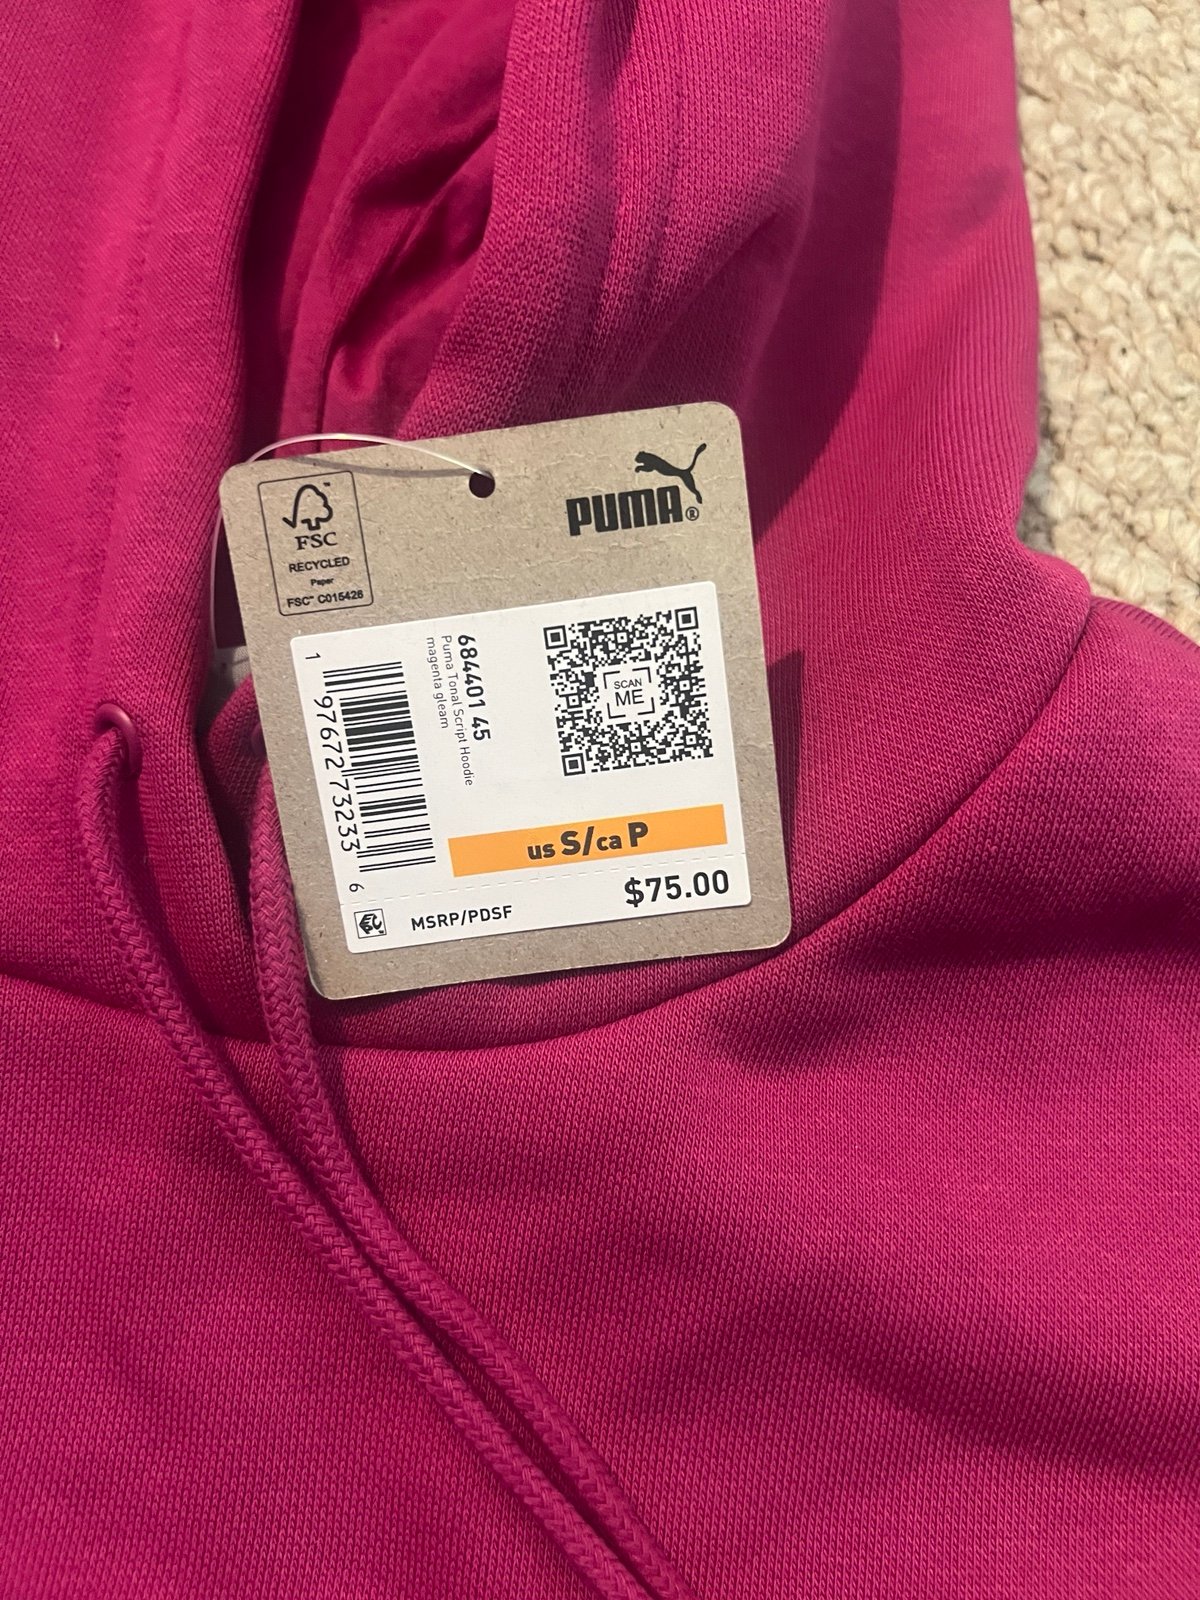 FSC
RECYCLED
Paper
FSC™ C015428
PUMA®
684401 45
Puma Tonal Script Hoodie
magenta gleam
1 97672 73233 6
SCAN
ME
us S/ca P
$75.00
MSRP/PDSF